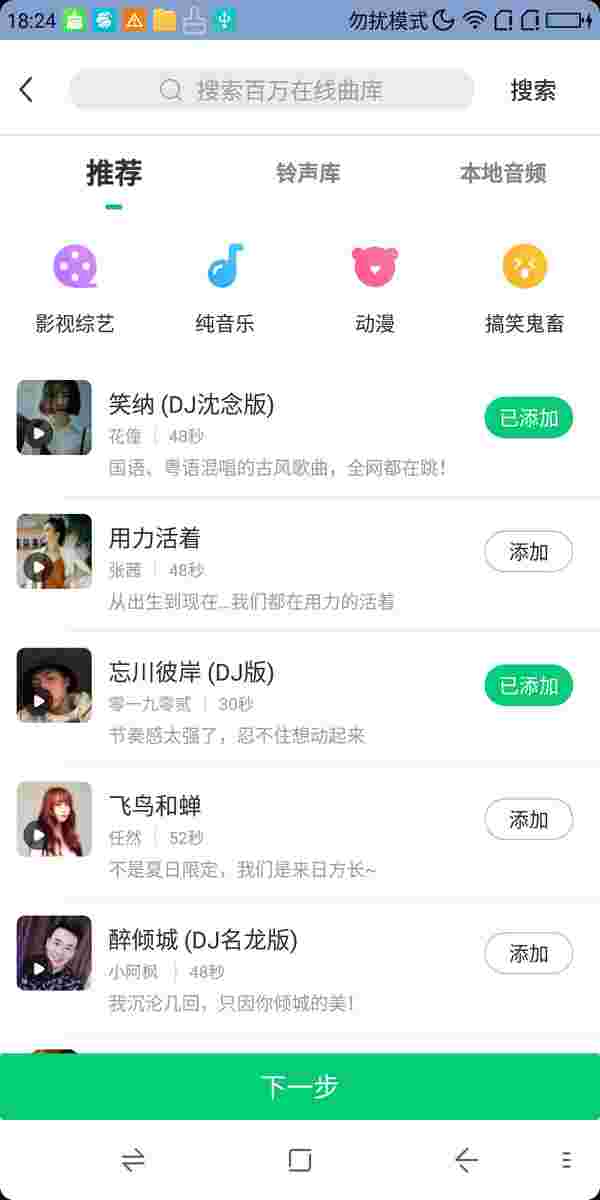 18:24 勿扰模式
搜索百万在线曲库 搜索
推荐 铃声库 本地音频
影视综艺 纯音乐 动漫 搞笑鬼畜
笑纳 (DJ沈念版)
已添加
花僮 | 48秒
国语、粤语混唱的古风歌曲，全网都在跳！
用力活着
添加
张茜 | 48秒
从出生到现在…我们都在用力的活着
忘川彼岸 (DJ版)
已添加
零一九零贰 | 30秒
节奏感太强了，忍不住想动起来
飞鸟和蝉
添加
任然 | 52秒
不是夏日限定，我们是来日方长~
醉倾城 (DJ名龙版)
添加
小阿枫 | 48秒
我沉沦几回，只因你倾城的美！
下一步